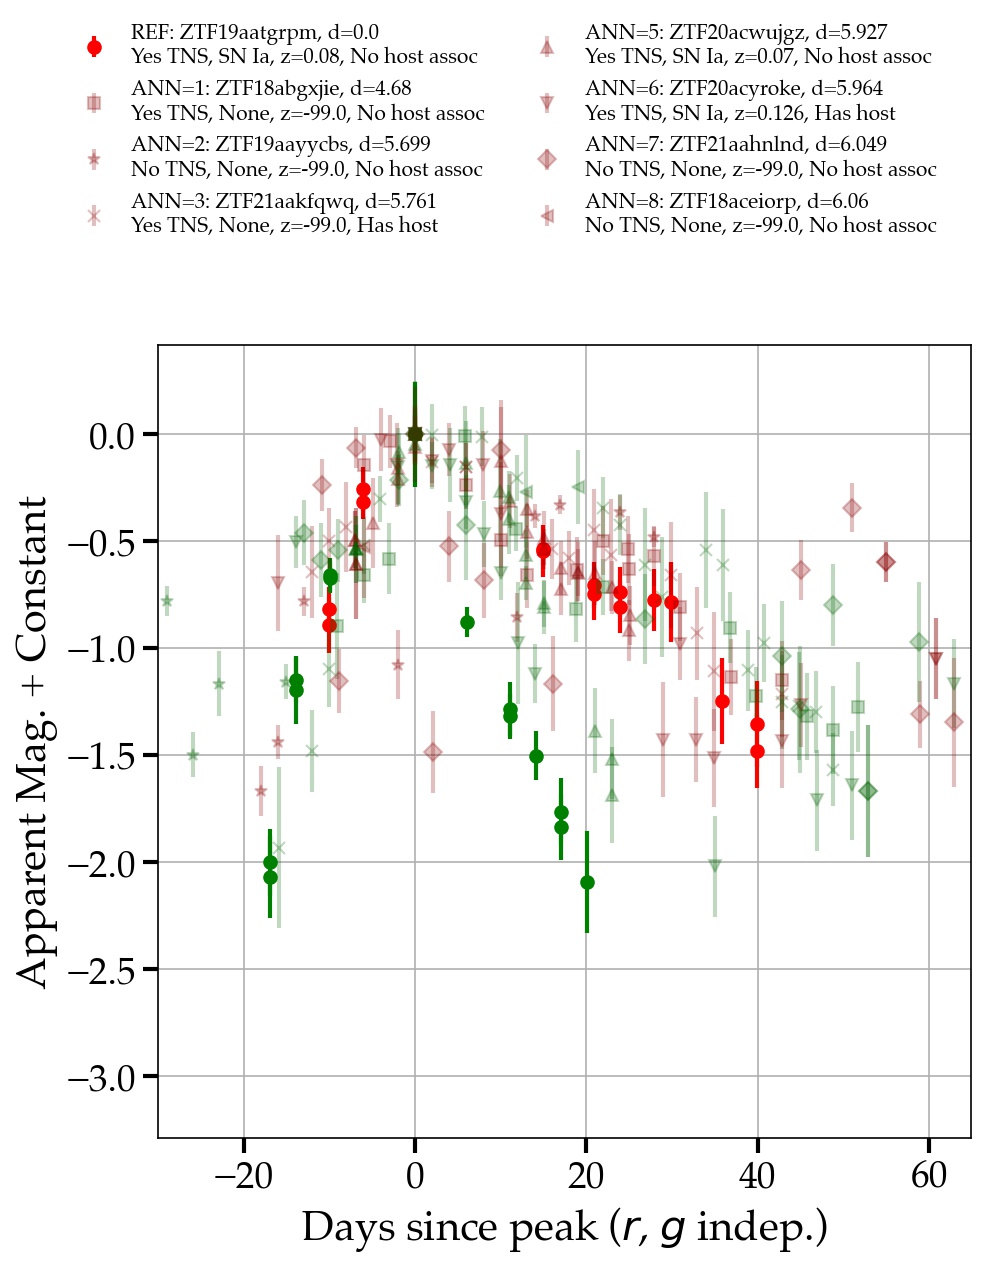 REF: ZTF19aatgrpm, d=0.0
Yes TNS, SN Ia, z=0.08, No host assoc
ANN=1: ZTF18abgxjie, d=4.68
Yes TNS, None, z=-99.0, No host assoc
ANN=2: ZTF19aayycbs, d=5.699
No TNS, None, z=-99.0, No host assoc
ANN=3: ZTF21aakfqwq, d=5.761
Yes TNS, None, z=-99.0, Has host
ANN=5: ZTF20acwujgz, d=5.927
Yes TNS, SN Ia, z=0.07, No host assoc
ANN=6: ZTF20acyroke, d=5.964
Yes TNS, SN Ia, z=0.126, Has host
ANN=7: ZTF21aahnlnd, d=6.049
No TNS, None, z=-99.0, No host assoc
ANN=8: ZTF18aceiorp, d=6.06
No TNS, None, z=-99.0, No host assoc
Apparent Mag. + Constant
0.0
−0.5
−1.0
−1.5
−2.0
−2.5
−3.0
−20
0
20
40
60
Days since peak (r, g indep.)